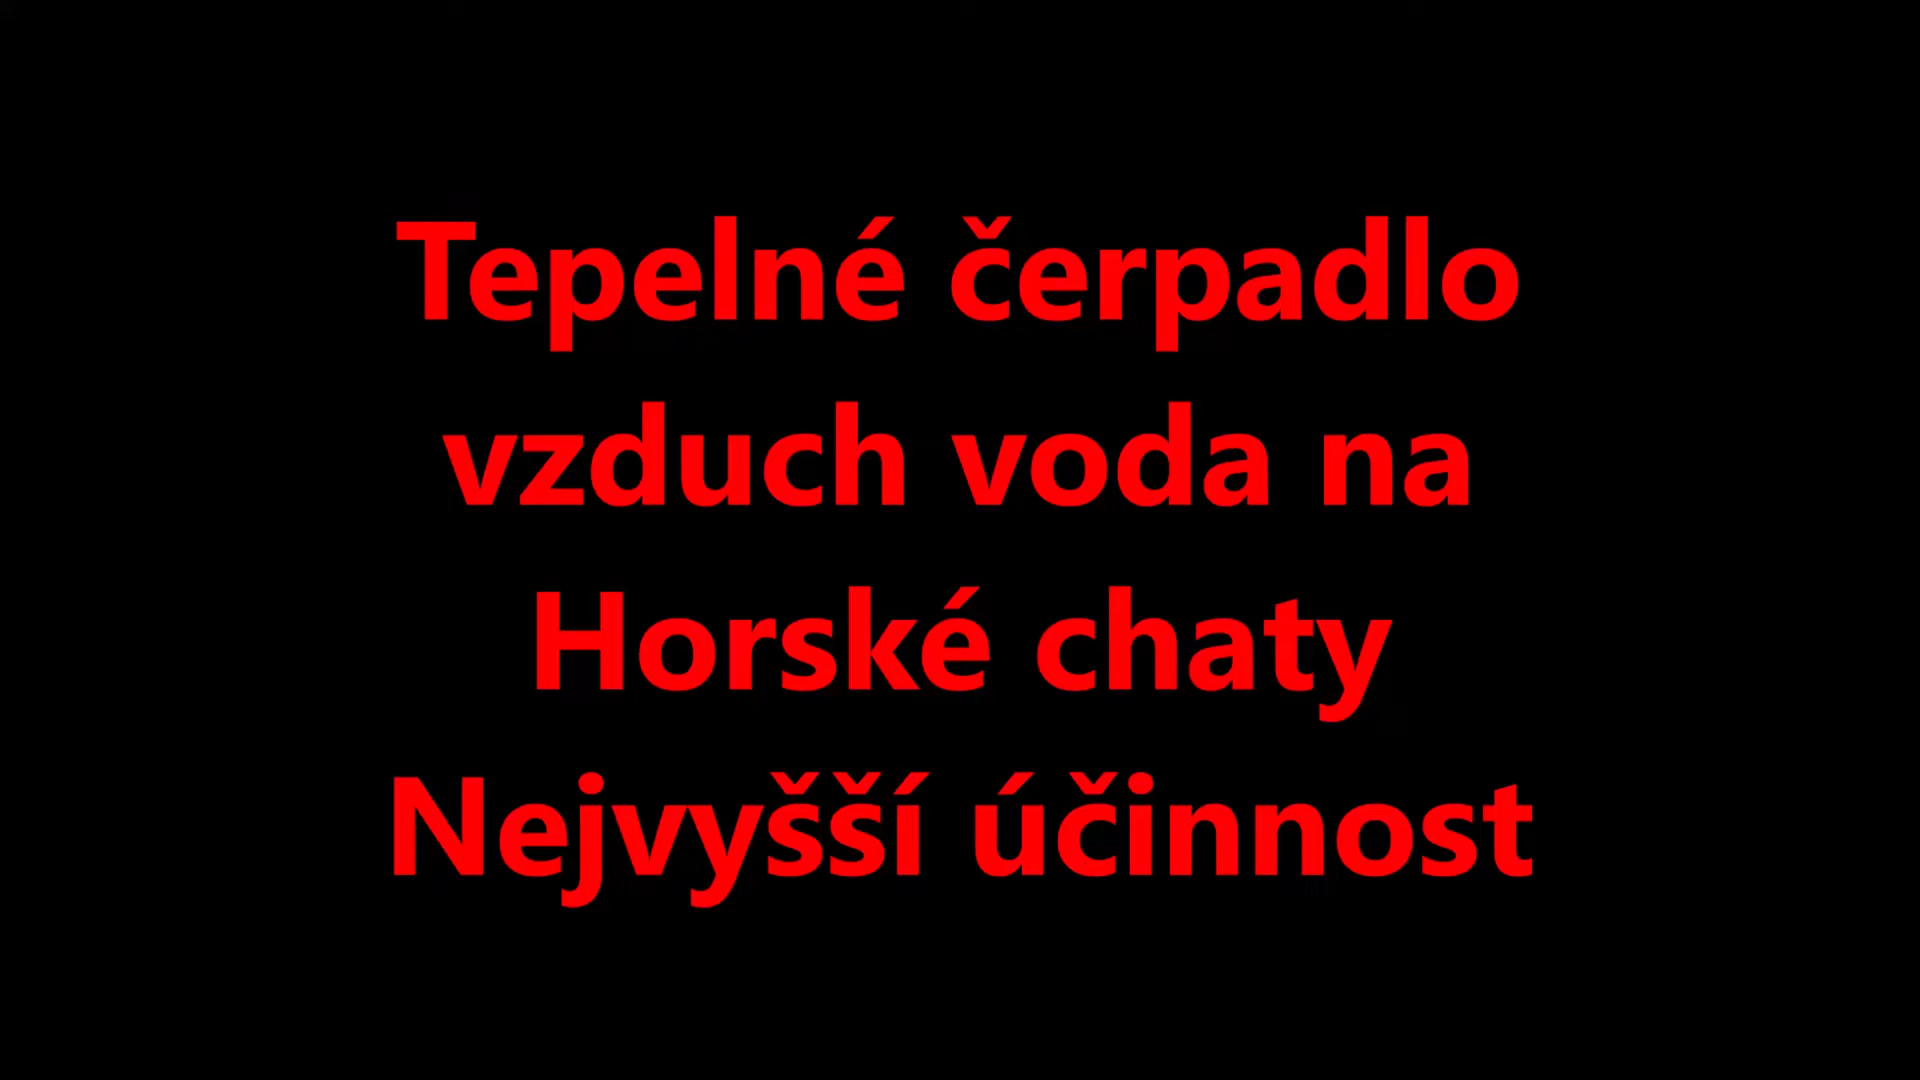 Tepelné čerpadlo
vzduch voda na
Horské chaty
Nejvyšší účinnost